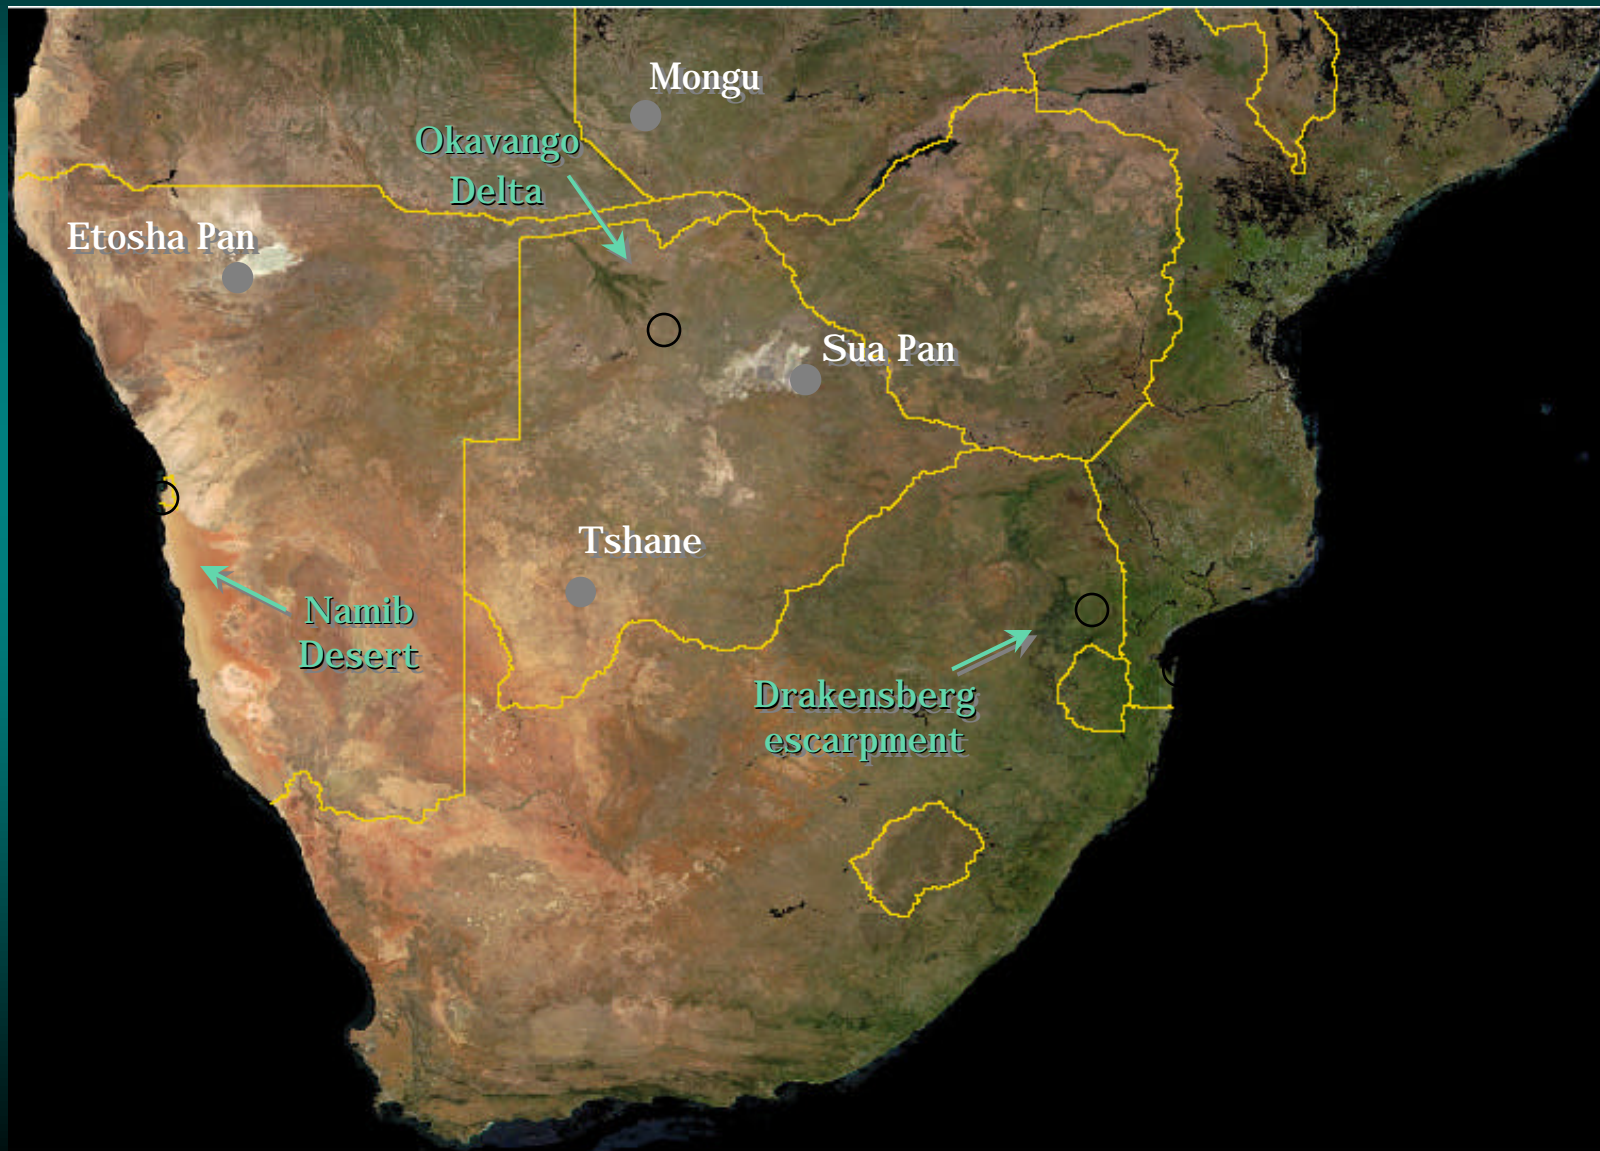 Mongu
Okavango
Delta
Etosha Pan
Sua Pan
Tshane
Namib
Desert
Drakensberg
escarpment